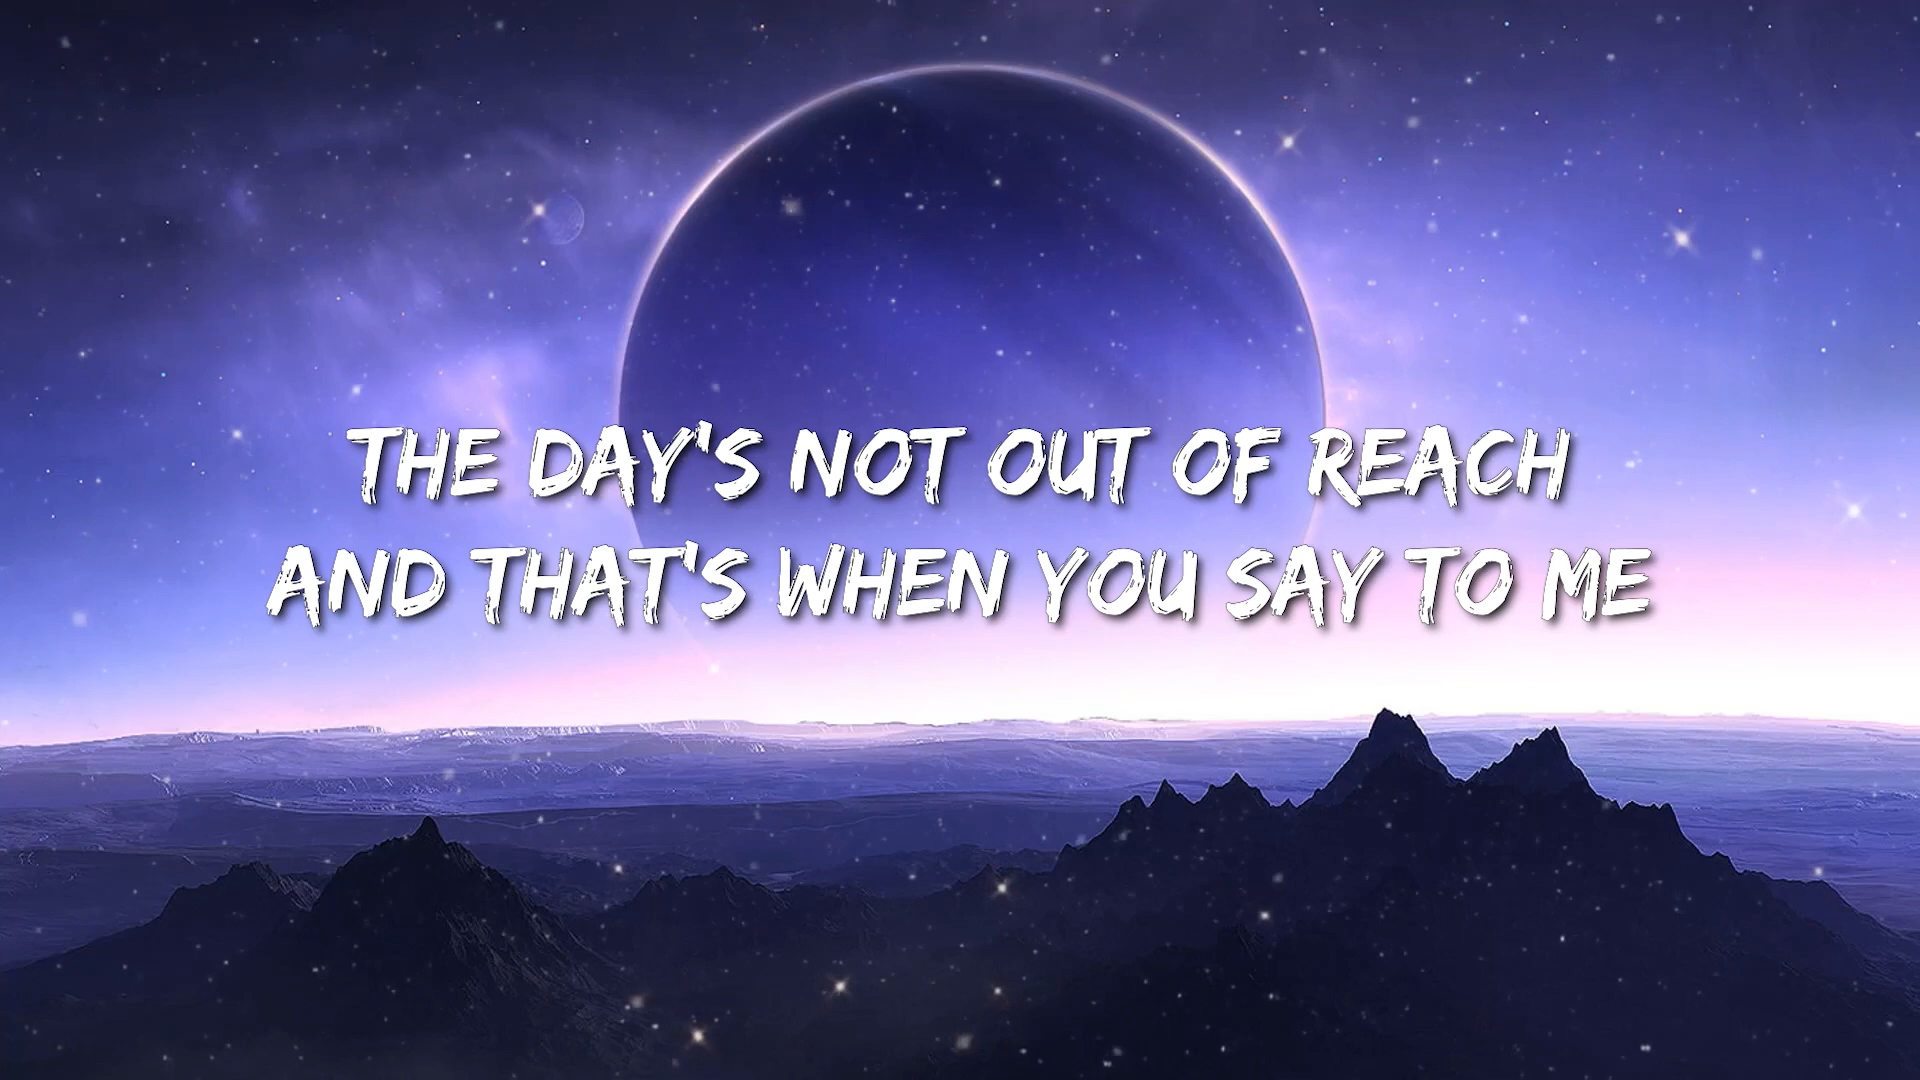 THE DAY'S NOT OUT OF REACH
AND THAT'S WHEN YOU SAY TO ME